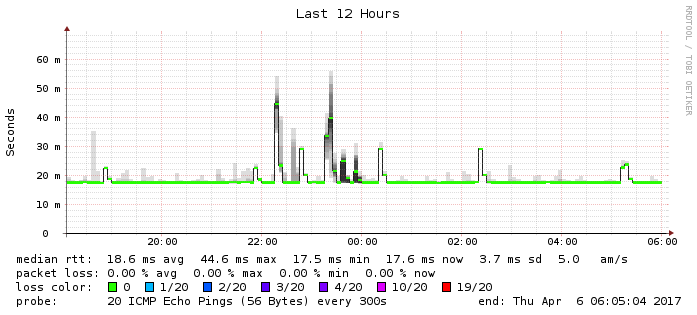 Last 12 Hours
RRDTOOL / TOBI OETIKER
Seconds
60 m
50 m
40 m
30 m
20 m
10 m
0
20:00 22:00 00:00 02:00 04:00 06:00
median rtt: 18.6 ms avg 44.6 ms max 17.5 ms min 17.6 ms now 3.7 ms sd 5.0 am/s
packet loss: 0.00 % avg 0.00 % max 0.00 % min 0.00 % now
loss color: 0 1/20 2/20 3/20 4/20 10/20 19/20
probe: 20 ICMP Echo Pings (56 Bytes) every 300s end: Thu Apr 6 06:05:04 2017